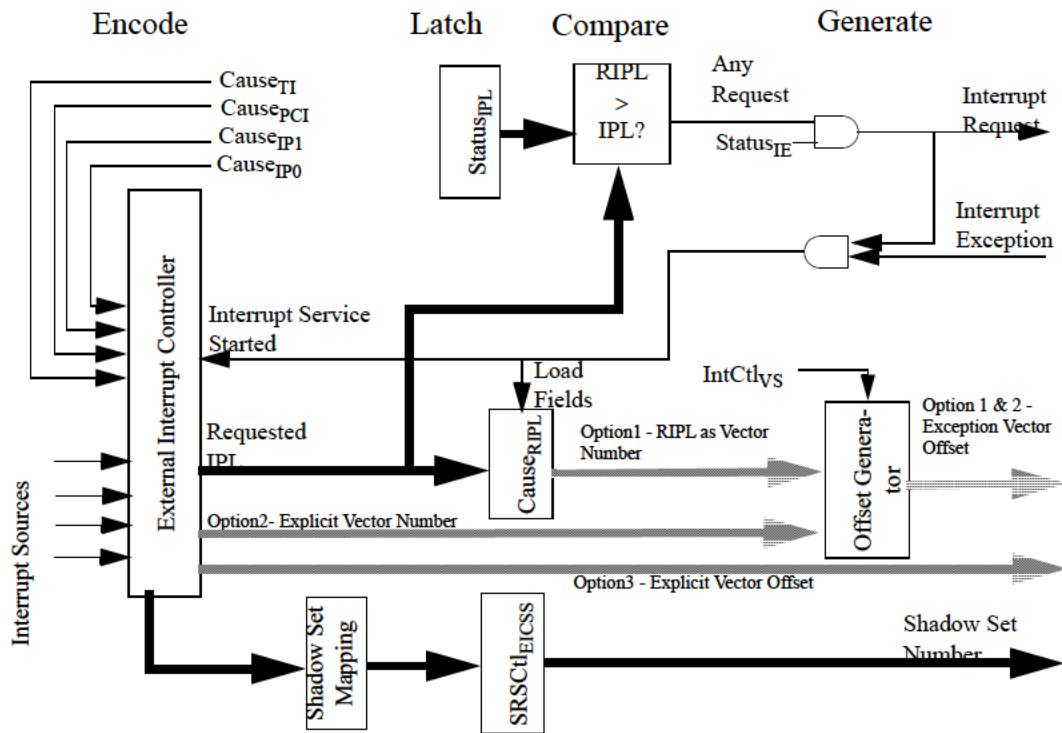 Encode
Latch
Compare
Generate
CauseTI
CausePCI
CauseIP1
CauseIP0
StatusIPL
RIPL
>
IPL?
Any
Request
StatusIE
Interrupt
Request
Interrupt
Exception
External Interrupt Controller
Interrupt Service
Started
Load
Fields
IntCtlVS
Requested
IPL
CauseRIPL
Option1 - RIPL as Vector
Number
Offset Genera-
tor
Option 1 & 2 -
Exception Vector
Offset
Interrupt Sources
Option2- Explicit Vector Number
Option3 - Explicit Vector Offset
Shadow Set
Mapping
SRSCtlEICSS
Shadow Set
Number